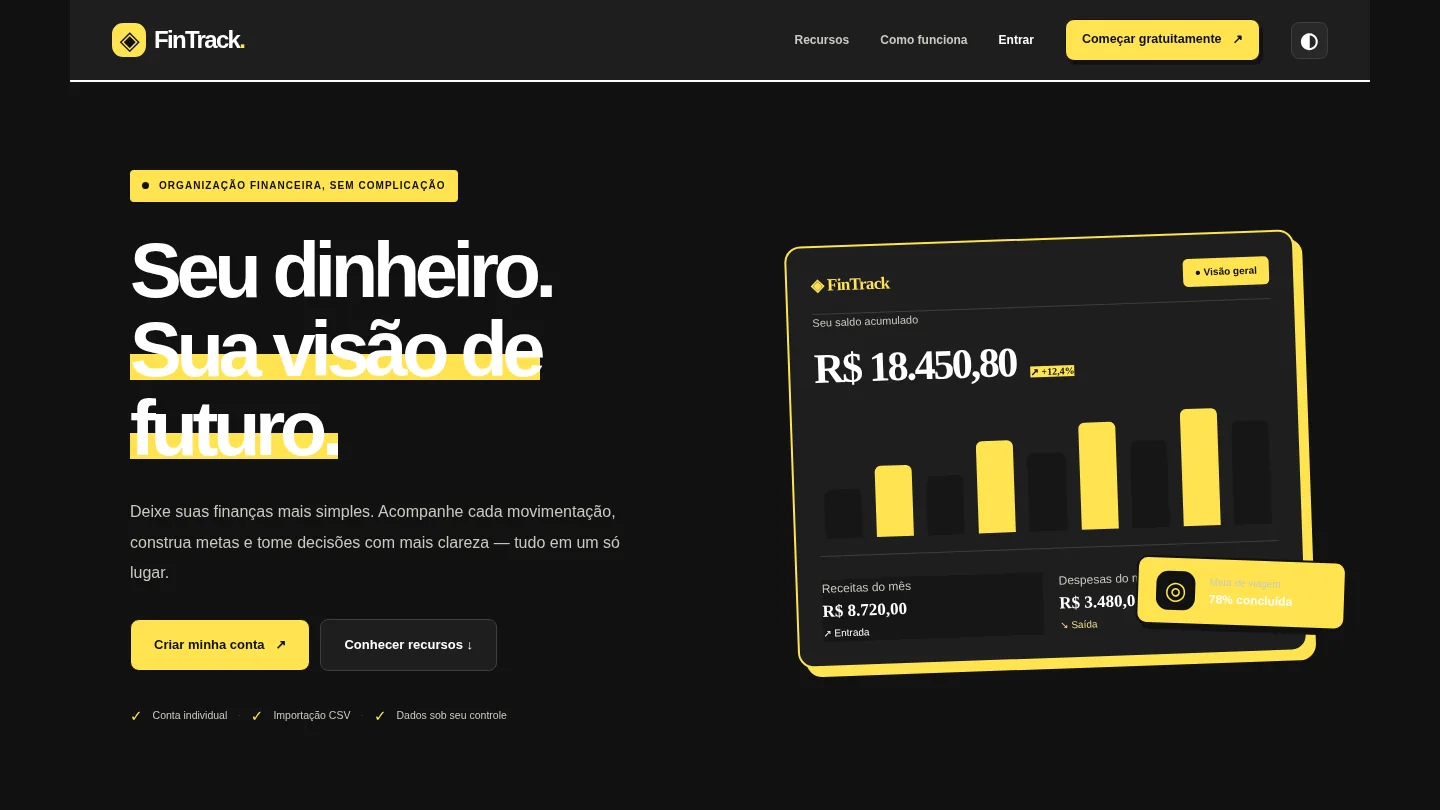 FinTrack.
Recursos
Como funciona
Entrar
Começar gratuitamente ↗
ORGANIZAÇÃO FINANCEIRA, SEM COMPLICAÇÃO
Seu dinheiro.
Sua visão de
futuro.
Deixe suas finanças mais simples. Acompanhe cada movimentação,
construa metas e tome decisões com mais clareza — tudo em um só
lugar.
Criar minha conta ↗
Conhecer recursos ↓
✓ Conta individual
✓ Importação CSV
✓ Dados sob seu controle
◈ FinTrack
● Visão geral
Seu saldo acumulado
R$ 18.450,80
↗ +12,4%
Receitas do mês
R$ 8.720,00
↗ Entrada
Despesas do
R$ 3.480,0
↘ Saída
Meta de viagem
78% concluída